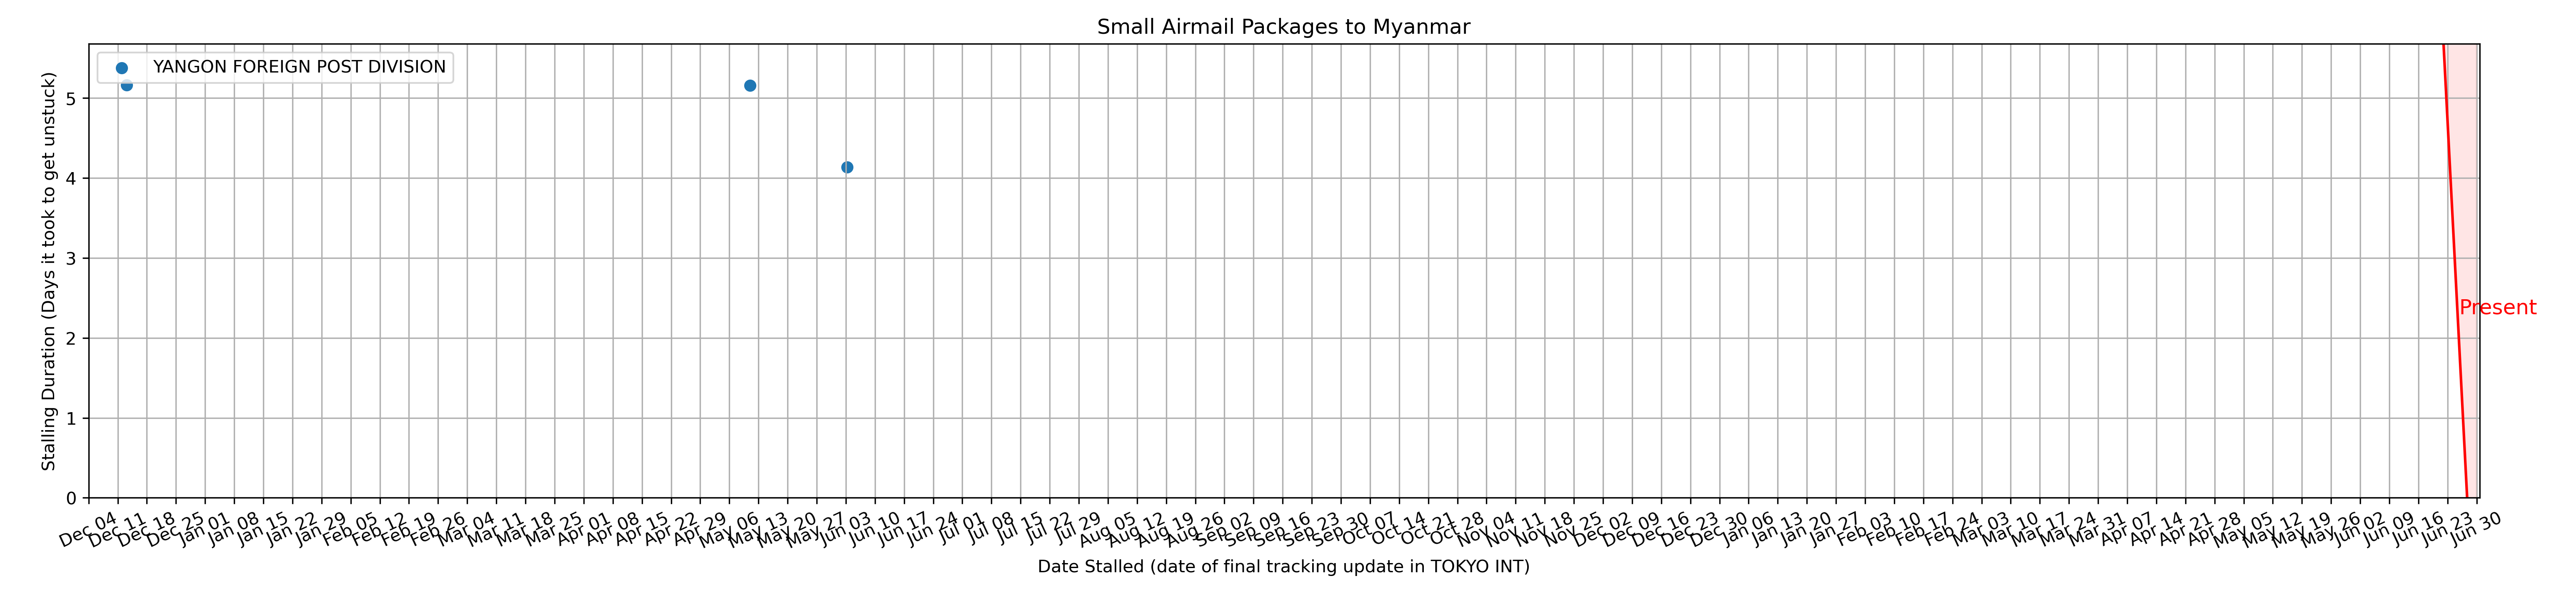 Small Airmail Packages to Myanmar
YANGON FOREIGN POST DIVISION
Stalling Duration (Days it took to get unstuck)
5
4
3
2
1
0
Present
Dec 04
Dec 11
Dec 18
Dec 25
Jan 01
Jan 08
Jan 15
Jan 22
Jan 29
Feb 05
Feb 12
Feb 19
Feb 26
Mar 04
Mar 11
Mar 18
Mar 25
Apr 01
Apr 08
Apr 15
Apr 22
Apr 29
May 06
May 13
May 20
May 27
Jun 03
Jun 10
Jun 17
Jun 24
Jul 01
Jul 08
Jul 15
Jul 22
Jul 29
Aug 05
Aug 12
Aug 19
Aug 26
Sep 02
Sep 09
Sep 16
Sep 23
Sep 30
Oct 07
Oct 14
Oct 21
Oct 28
Nov 04
Nov 11
Nov 18
Nov 25
Dec 02
Dec 09
Dec 16
Dec 23
Dec 30
Jan 06
Jan 13
Jan 20
Jan 27
Feb 03
Feb 10
Feb 17
Feb 24
Mar 03
Mar 10
Mar 17
Mar 24
Mar 31
Apr 07
Apr 14
Apr 21
Apr 28
May 05
May 12
May 19
May 26
Jun 02
Jun 09
Jun 16
Jun 23
Jun 30
Date Stalled (date of final tracking update in TOKYO INT)